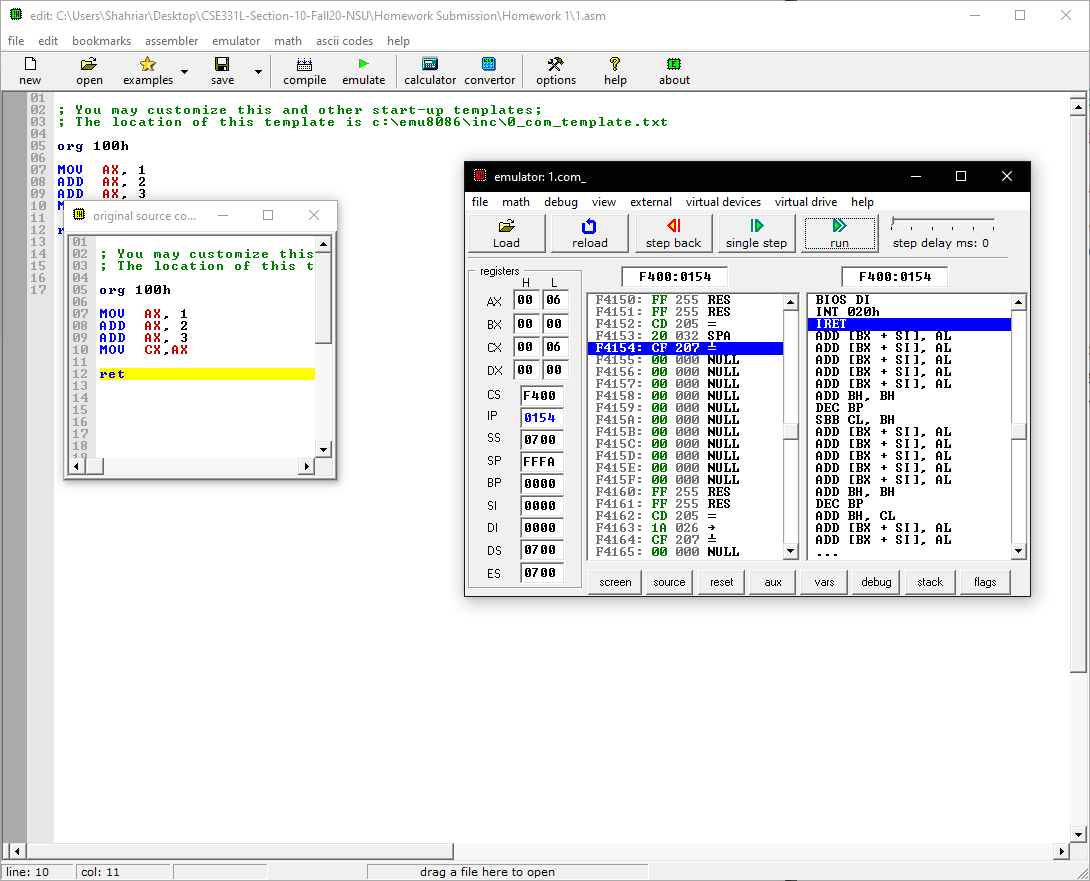 edit: C:\Users\Shahriar\Desktop\CSE331L-Section-10-Fall20-NSU\Homework Submission\Homework 1\1.asm
file edit bookmarks assembler emulator math ascii codes help
new open examples save compile emulate calculator convertor options help about
01
02 ; You may customize this and other start-up templates;
03 ; The location of this template is c:\emu8086\inc\0_com_template.txt
04
05 org 100h
06
07 MOV AX, 1
08 ADD AX, 2
09 ADD AX, 3
10
11
12
13
14
15
16
17
original source co...
01
02 ; You may customize this
03 ; The location of this t
04
05 org 100h
06
07 MOV AX, 1
08 ADD AX, 2
09 ADD AX, 3
10 MOV CX,AX
11
12 ret
13
14
15
16
17
18
19
emulator: 1.com_
file math debug view external virtual devices virtual drive help
Load reload step back single step run step delay ms: 0
registers
H L
AX 00 06
BX 00 00
CX 00 06
DX 00 00
CS F400
IP 0154
SS 0700
SP FFFA
BP 0000
SI 0000
DI 0000
DS 0700
ES 0700
F400:0154
F4150: FF 255 RES
F4151: FF 255 RES
F4152: CD 205 =
F4153: 20 032 SPA
F4154: CF 207 ╧
F4155: 00 000 NULL
F4156: 00 000 NULL
F4157: 00 000 NULL
F4158: 00 000 NULL
F4159: 00 000 NULL
F415A: 00 000 NULL
F415B: 00 000 NULL
F415C: 00 000 NULL
F415D: 00 000 NULL
F415E: 00 000 NULL
F415F: 00 000 NULL
F4160: FF 255 RES
F4161: FF 255 RES
F4162: CD 205 =
F4163: 1A 026 →
F4164: CF 207 ╧
F4165: 00 000 NULL
F400:0154
BIOS DI
INT 020h
IRET
ADD [BX + SI], AL
ADD [BX + SI], AL
ADD [BX + SI], AL
ADD [BX + SI], AL
ADD [BX + SI], AL
ADD BH, BH
DEC BP
SBB CL, BH
ADD [BX + SI], AL
ADD [BX + SI], AL
ADD [BX + SI], AL
ADD [BX + SI], AL
ADD [BX + SI], AL
ADD BH, BH
DEC BP
ADD BH, CL
ADD [BX + SI], AL
ADD [BX + SI], AL
...
screen source reset aux vars debug stack flags
line: 10 col: 11 drag a file here to open